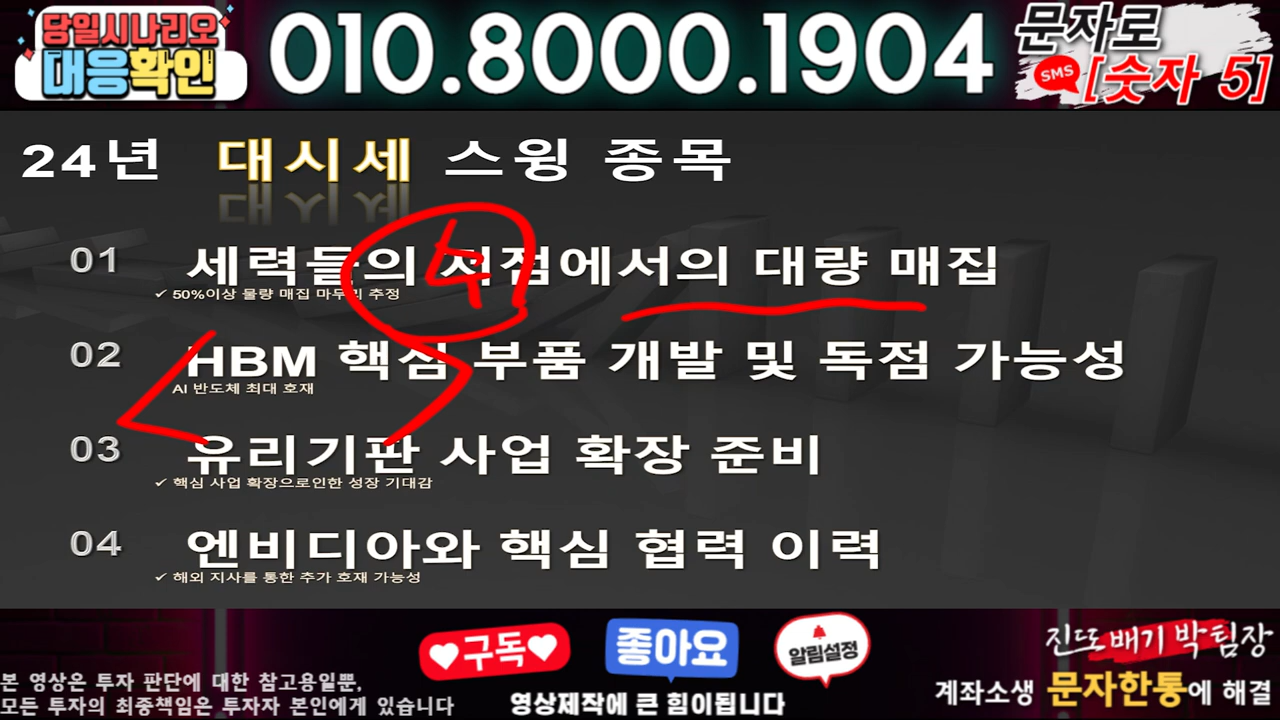 당일시나리오
대응확인
010.8000.1904
문자로
SMS
[숫자 5]
24년 대시세 스윙 종목
01 세력들의 저점에서의 대량 매집
✓ 50%이상 물량 매집 마무리 추정
02 HBM 핵심 부품 개발 및 독점 가능성
AI 반도체 최대 호재
03 유리기판 사업 확장 준비
✓ 핵심 사업 확장으로인한 성장 기대감
04 엔비디아와 핵심 협력 이력
✓ 해외 지사를 통한 추가 호재 가능성
구독
좋아요
알림설정
영상제작에 큰 힘이됩니다
본 영상은 투자 판단에 대한 참고용일뿐,
모든 투자의 최종책임은 투자자 본인에게 있습니다
진또배기 박팀장
계좌소생 문자한통에 해결